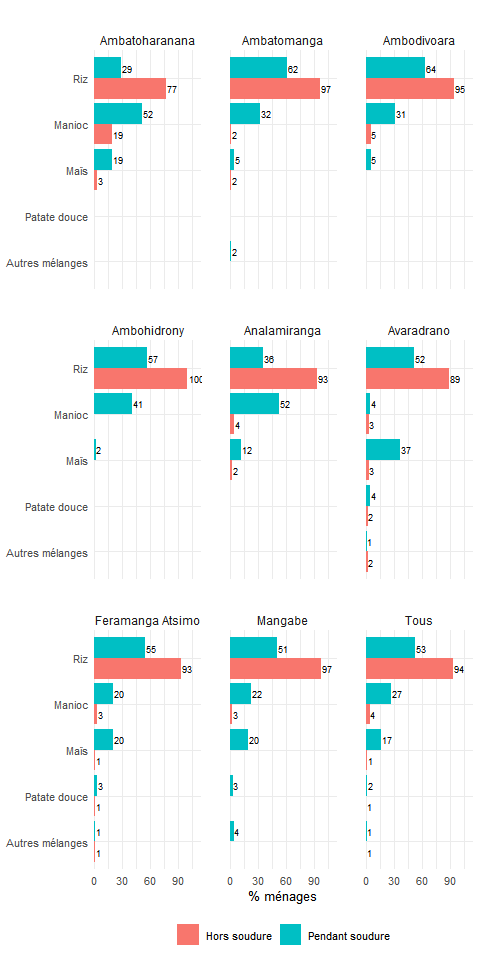 Ambatoharanana Ambatomanga Ambodivoara
Riz 29 62 64
77 97 95
Manioc 52 32 31
19 2 5
Maïs 19 5 5
3 2
Patate douce
Autres mélanges 2
Ambohidrony Analamiranga Avaradrano
Riz 57 36 52
100 93 89
Manioc 41 52 4
4 3
Maïs 2 12 37
2 3
Patate douce 4
2
Autres mélanges 1
2
Feramanga Atsimo Mangabe Tous
Riz 55 51 53
93 97 94
Manioc 20 22 27
3 3 4
Maïs 20 20 17
1 1
Patate douce 3 3 2
1 1
Autres mélanges 1 4 1
1 1
0 30 60 90 0 30 60 90 0 30 60 90
% ménages
Hors soudure Pendant soudure